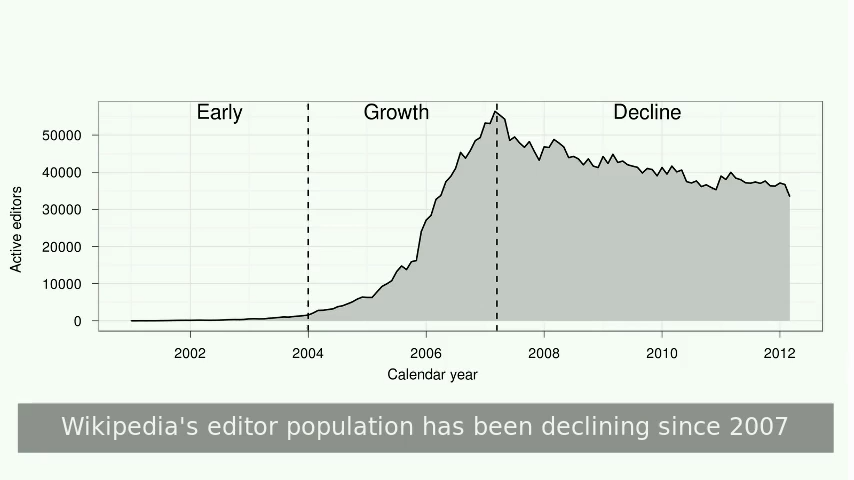 Early Growth Decline
50000
40000
30000
20000
10000
0
Active editors
2002 2004 2006 2008 2010 2012
Calendar year
Wikipedia's editor population has been declining since 2007